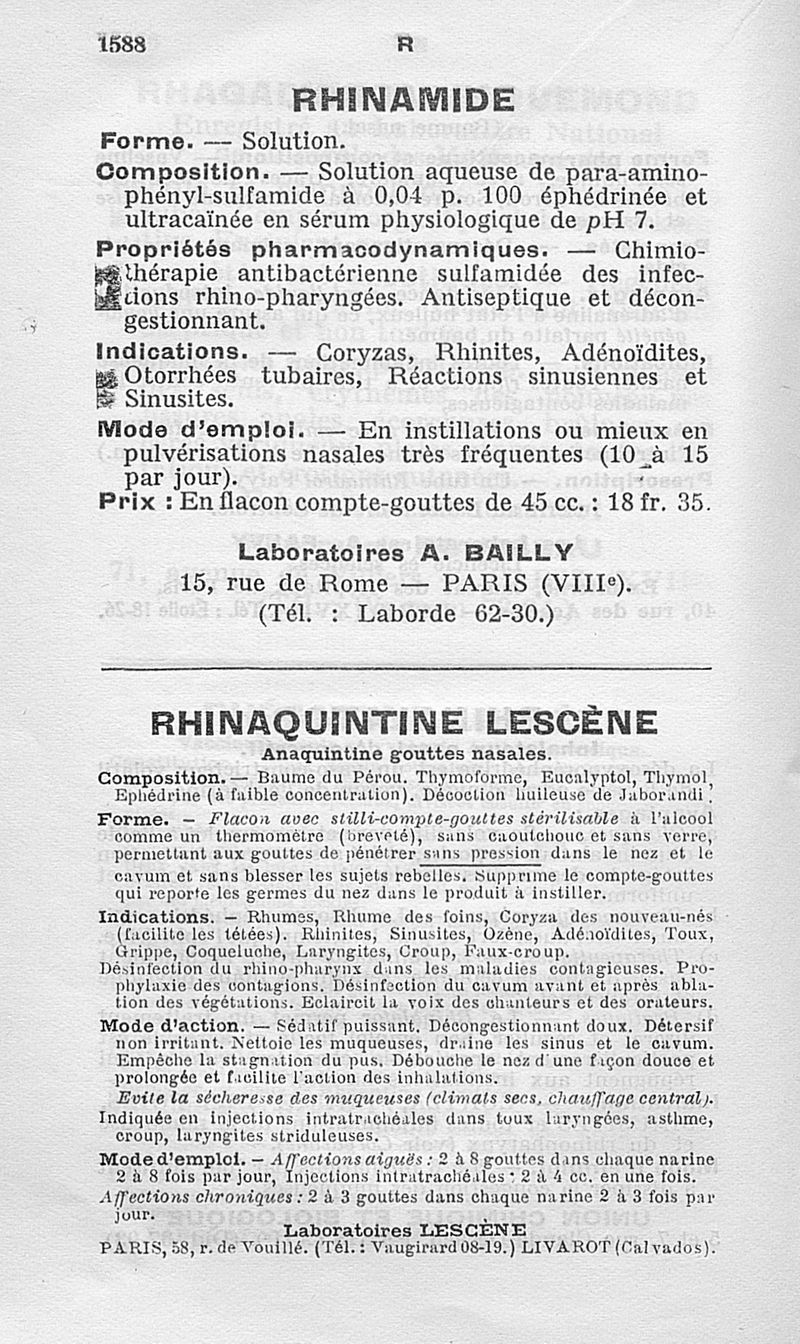 1588
R
RHINAMIDE
Forme. — Solution.
Composition. — Solution aqueuse de para-amino-
phényl-sulfamide à 0,04 p. 100 éphédrinée et
ultracaïnée en sérum physiologique de pH 7.
Propriétés pharmacodynamiques. — Chimio-
thérapie antibactérienne sulfamidée des infec-
tions rhino-pharyngées. Antiseptique et décon-
gestionnant.
Indications. — Coryzas, Rhinites, Adénoïdites,
Otorrhées tubaires, Réactions sinusiennes et
Sinusites.
Mode d'emploi. — En instillations ou mieux en
pulvérisations nasales très fréquentes (10 à 15
par jour).
Prix : En flacon compte-gouttes de 45 cc. : 18 fr. 35.
Laboratoires A. BAILLY
15, rue de Rome — PARIS (VIIIe).
(Tél. : Laborde 62-30.)
RHINAQUINTINE LESCÈNE
Anaquintine gouttes nasales.
Composition. — Baume du Pérou. Thymoforme, Eucalyptol, Thymol,
Ephédrine (à faible concentration). Décoction huileuse de Jaborandi.
Forme. — Flacon avec stilli-compte-gouttes stérilisable à l'alcool
comme un thermomètre (breveté), sans caoutchouc et sans verre,
permettant aux gouttes de pénétrer sans pression dans le nez et le
cavum et sans blesser les sujets rebelles. Supprime le compte-gouttes
qui reporte les germes du nez dans le produit à instiller.
Indications. — Rhumes, Rhume des foins, Coryza des nouveau-nés
(facilite les tétées). Rhinites, Sinusites, Ozène, Adénoïdites, Toux,
Grippe, Coqueluche, Laryngites, Croup, Faux-croup.
Désinfection du rhino-pharynx dans les maladies contagieuses. Pro-
phylaxie des contagions. Désinfection du cavum avant et après abla-
tion des végétations. Eclaircit la voix des chanteurs et des orateurs.
Mode d'action. — Sédatif puissant. Décongestionnant doux. Détersif
non irritant. Nettoie les muqueuses, draine les sinus et le cavum.
Empêche la stagnation du pus. Débouche le nez d'une façon douce et
prolongée et facilite l'action des inhalations.
Evite la sécheresse des muqueuses (climats secs, chauffage central).
Indiquée en injections intratrachéales dans toux laryngées, asthme,
croup, laryngites striduleuses.
Mode d'emploi. — Affections aiguës : 2 à 8 gouttes dans chaque narine
2 à 8 fois par jour, Injections intratrachéales : 2 à 4 cc. en une fois.
Affections chroniques : 2 à 3 gouttes dans chaque narine 2 à 3 fois par
jour.
Laboratoires LESCÈNE
PARIS, 58, r. de Vouillé. (Tél. : Vaugirard 08-19.) LIVAROT (Calvados).